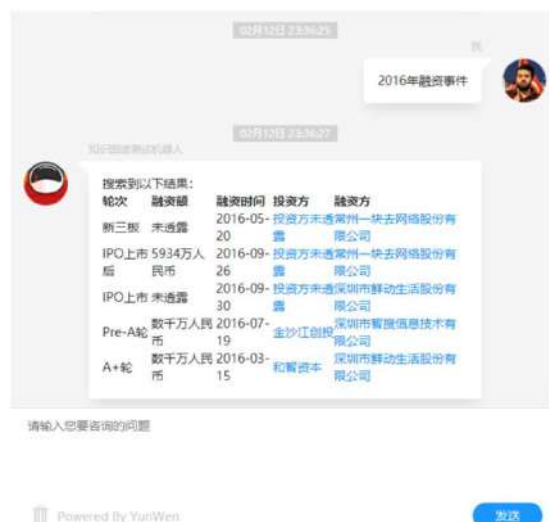 02月12日 23:36:25
我
2016年融资事件
02月12日 23:36:27
搜索到以下结果:
轮次 融资额 融资时间 投资方 融资方
新三板 未透露 2016-05-20 投资方未透露 常州一块去网络股份有限公司
IPO上市后 5934万人民币 2016-09-26 投资方未透露 常州一块去网络股份有限公司
IPO上市 未透露 2016-09-30 投资方未透露 深圳市鲜动生活股份有限公司
Pre-A轮 数千万人民币 2016-07-19 金沙江创投 深圳市智搜信息技术有限公司
A+轮 数千万人民币 2016-03-15 和智资本 深圳市鲜动生活股份有限公司
请输入您要咨询的问题
Powered By YunWen
发送